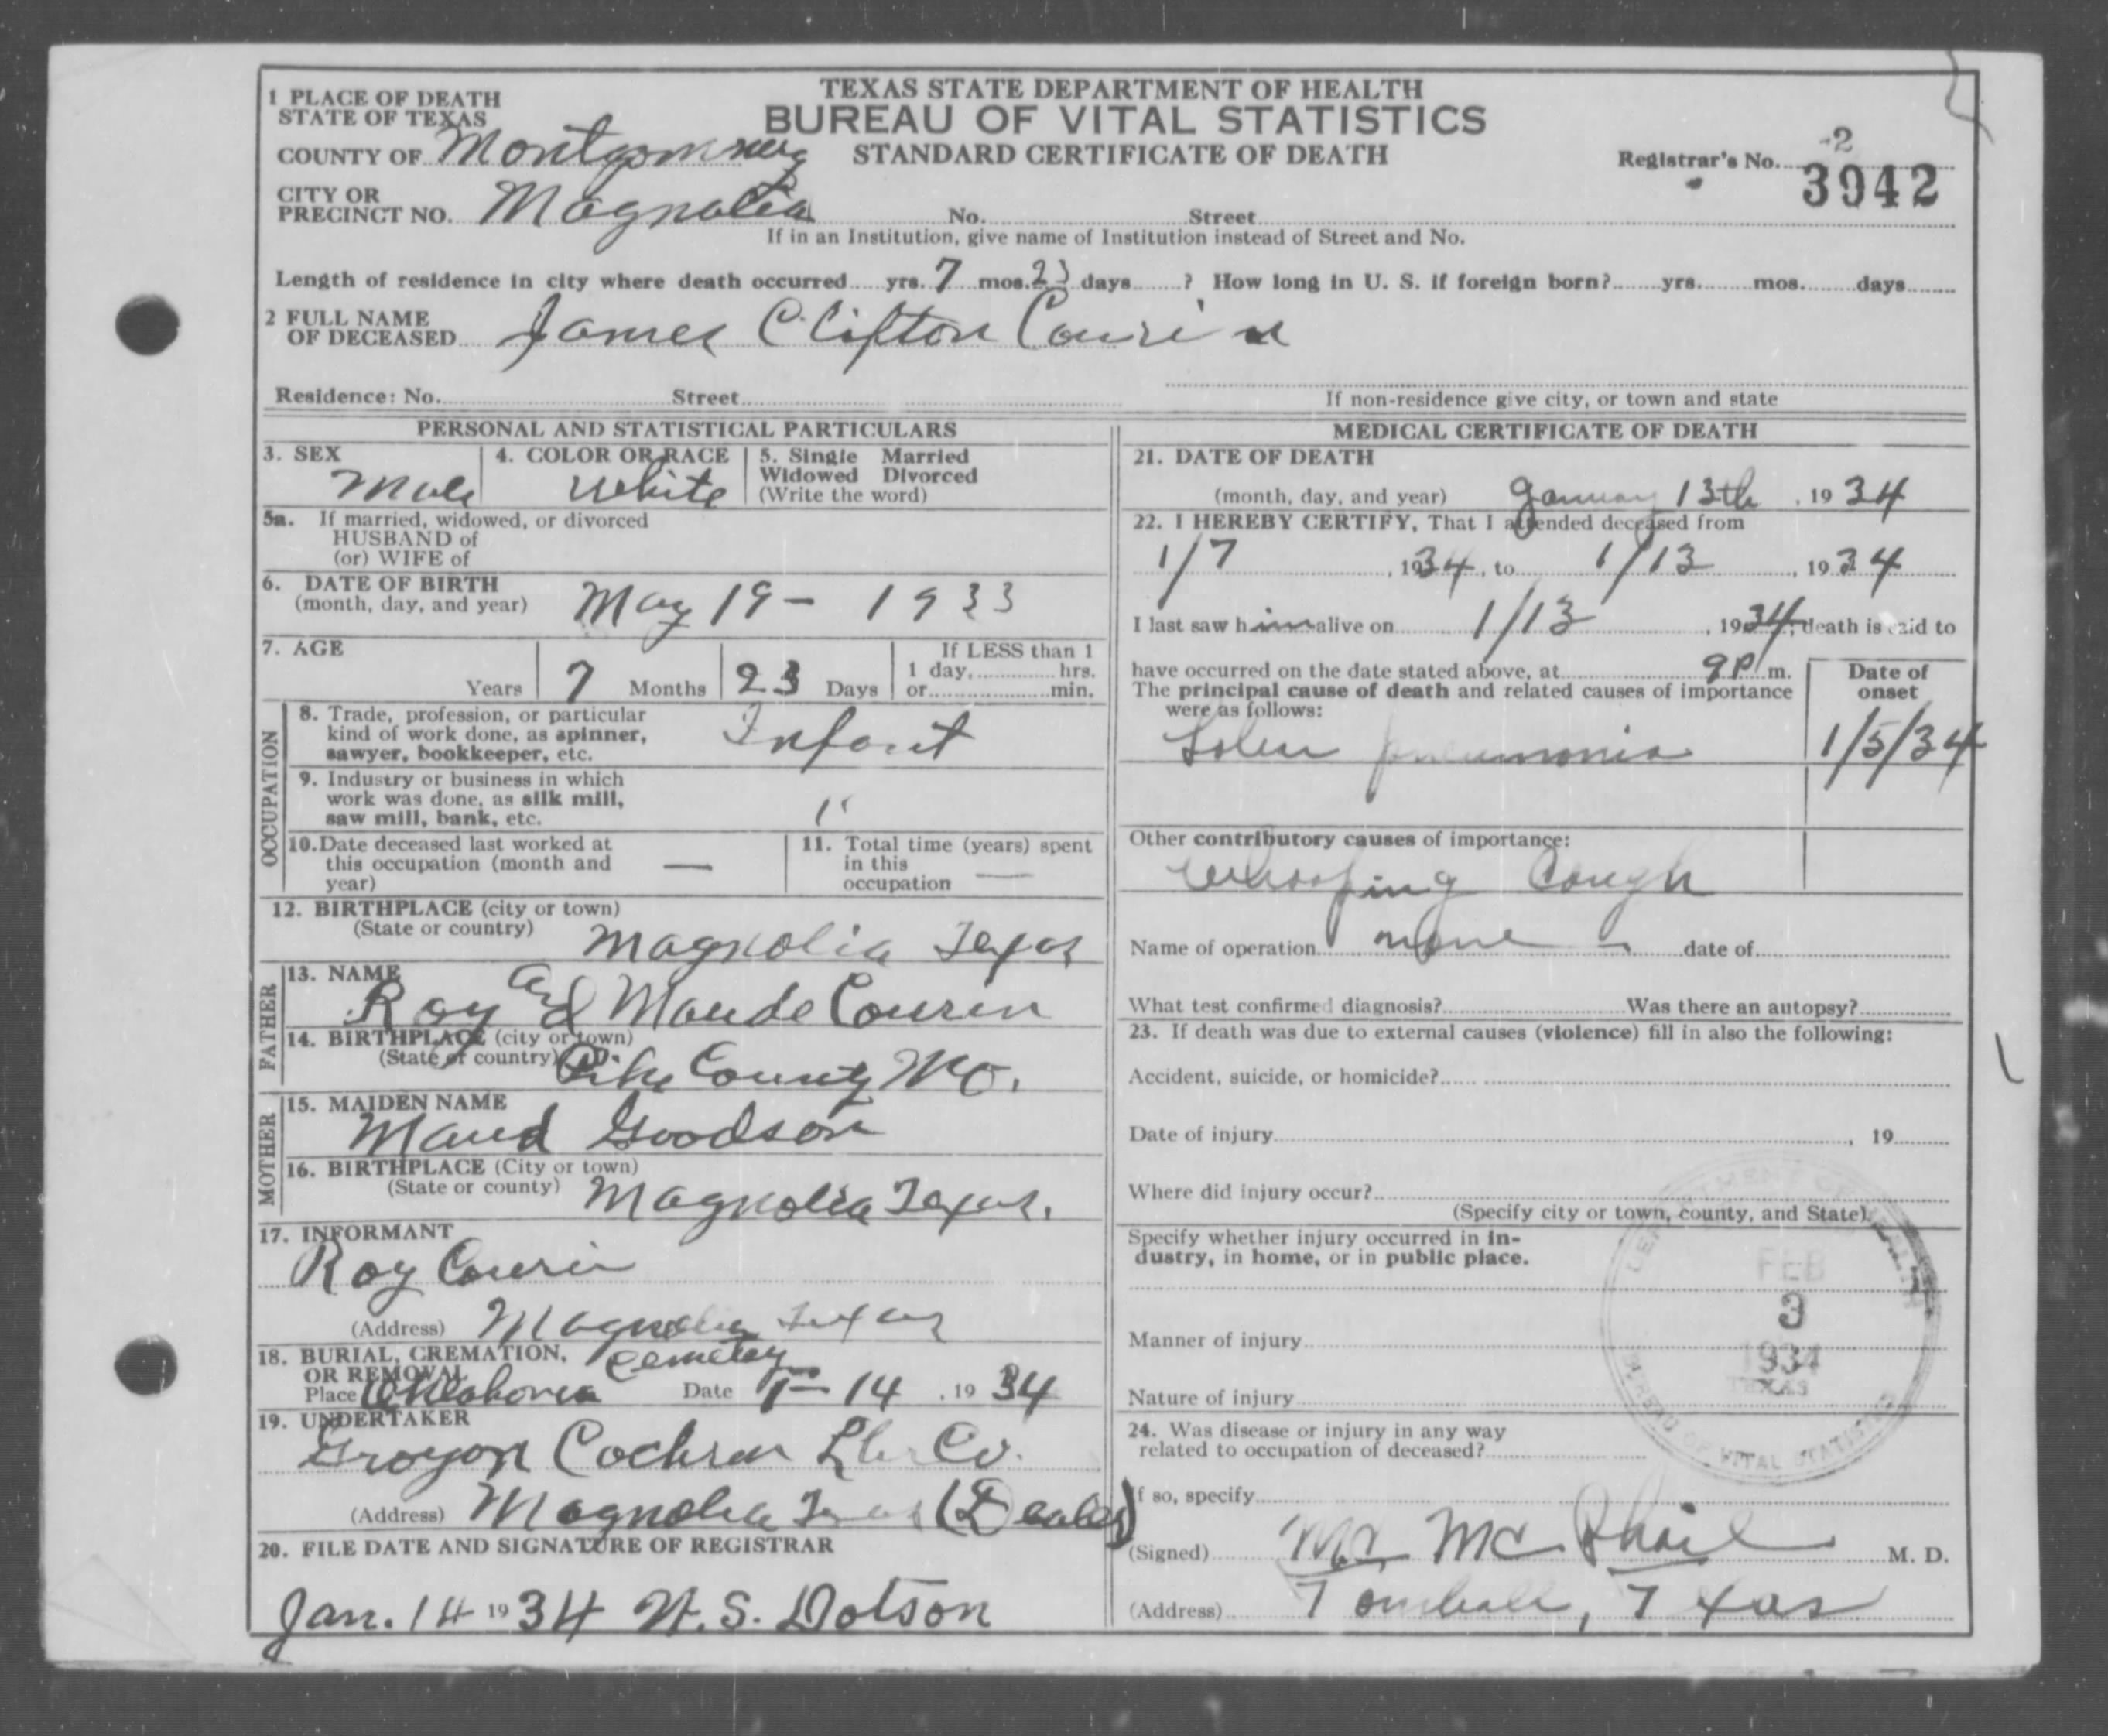 TEXAS STATE DEPARTMENT OF HEALTH
BUREAU OF VITAL STATISTICS
STANDARD CERTIFICATE OF DEATH
1 PLACE OF DEATH
STATE OF TEXAS
COUNTY OF Montgomery
Registrar's No. 2
3942
CITY OR
PRECINCT NO. Magnolia No. Street
If in an Institution, give name of Institution instead of Street and No.
Length of residence in city where death occurred yrs. 7 mos. 23 days ? How long in U. S. if foreign born? yrs. mos. days
2 FULL NAME
OF DECEASED James Clifton Courin
Residence: No. Street
If non-residence give city, or town and state
PERSONAL AND STATISTICAL PARTICULARS
3. SEX
Male
4. COLOR OR RACE
White
5. Single Married
Widowed Divorced
(Write the word)
5a. If married, widowed, or divorced
HUSBAND of
(or) WIFE of
6. DATE OF BIRTH
(month, day, and year) May 19 - 1933
7. AGE
Years 7 Months 23 Days
If LESS than 1
1 day, hrs.
or min.
OCCUPATION
8. Trade, profession, or particular
kind of work done, as spinner,
sawyer, bookkeeper, etc. Infant
9. Industry or business in which
work was done, as silk mill,
saw mill, bank, etc. "
10. Date deceased last worked at
this occupation (month and
year) —
11. Total time (years) spent
in this
occupation —
12. BIRTHPLACE (city or town)
(State or country) Magnolia Texas
FATHER
13. NAME
Roy and Maude Courin
14. BIRTHPLACE (city or town)
(State or country) Pike County Mo.
MOTHER
15. MAIDEN NAME
Maud Goodson
16. BIRTHPLACE (City or town)
(State or county) Magnolia Texas.
17. INFORMANT
Roy Courin
(Address) Magnolia Texas
18. BURIAL, CREMATION,
OR REMOVAL Cemetey
Place Oklahoma Date 1 - 14 , 19 34
19. UNDERTAKER
Grogon Cochran Lbr Co.
(Address) Magnolia Texas (Dealer)
20. FILE DATE AND SIGNATURE OF REGISTRAR
Jan. 14 19 34 W. S. Dotson
MEDICAL CERTIFICATE OF DEATH
21. DATE OF DEATH
(month, day, and year) January 13th , 19 34
22. I HEREBY CERTIFY, That I attended deceased from
1/7 , 1934, to 1/13 , 19 34
I last saw him alive on 1/13 , 1934, death is said to
have occurred on the date stated above, at 9P m.
The principal cause of death and related causes of importance
were as follows:
Date of
onset
Lobar pneumonia 1/5/34
Other contributory causes of importance:
Whooping Cough
Name of operation none date of
What test confirmed diagnosis? Was there an autopsy?
23. If death was due to external causes (violence) fill in also the following:
Accident, suicide, or homicide?
Date of injury , 19
Where did injury occur?
(Specify city or town, county, and State)
Specify whether injury occurred in in-
dustry, in home, or in public place.
Manner of injury
Nature of injury
DEPARTMENT OF HEALTH
FEB
3
1934
TEXAS
BUREAU OF VITAL STATISTICS
24. Was disease or injury in any way
related to occupation of deceased?
If so, specify
(Signed) McPhail M. D.
(Address) Tomball, Texas